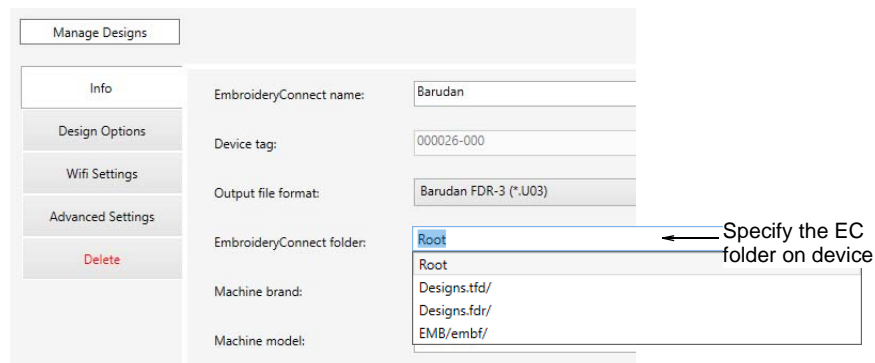 Manage Designs
Info
Design Options
Wifi Settings
Advanced Settings
Delete
EmbroideryConnect name:
Barudan
Device tag:
000026-000
Output file format:
Barudan FDR-3 (*.U03)
EmbroideryConnect folder:
Root
Root
Designs.tfd/
Designs.fdr/
EMB/embf/
Machine brand:
Machine model:
Specify the EC
folder on device